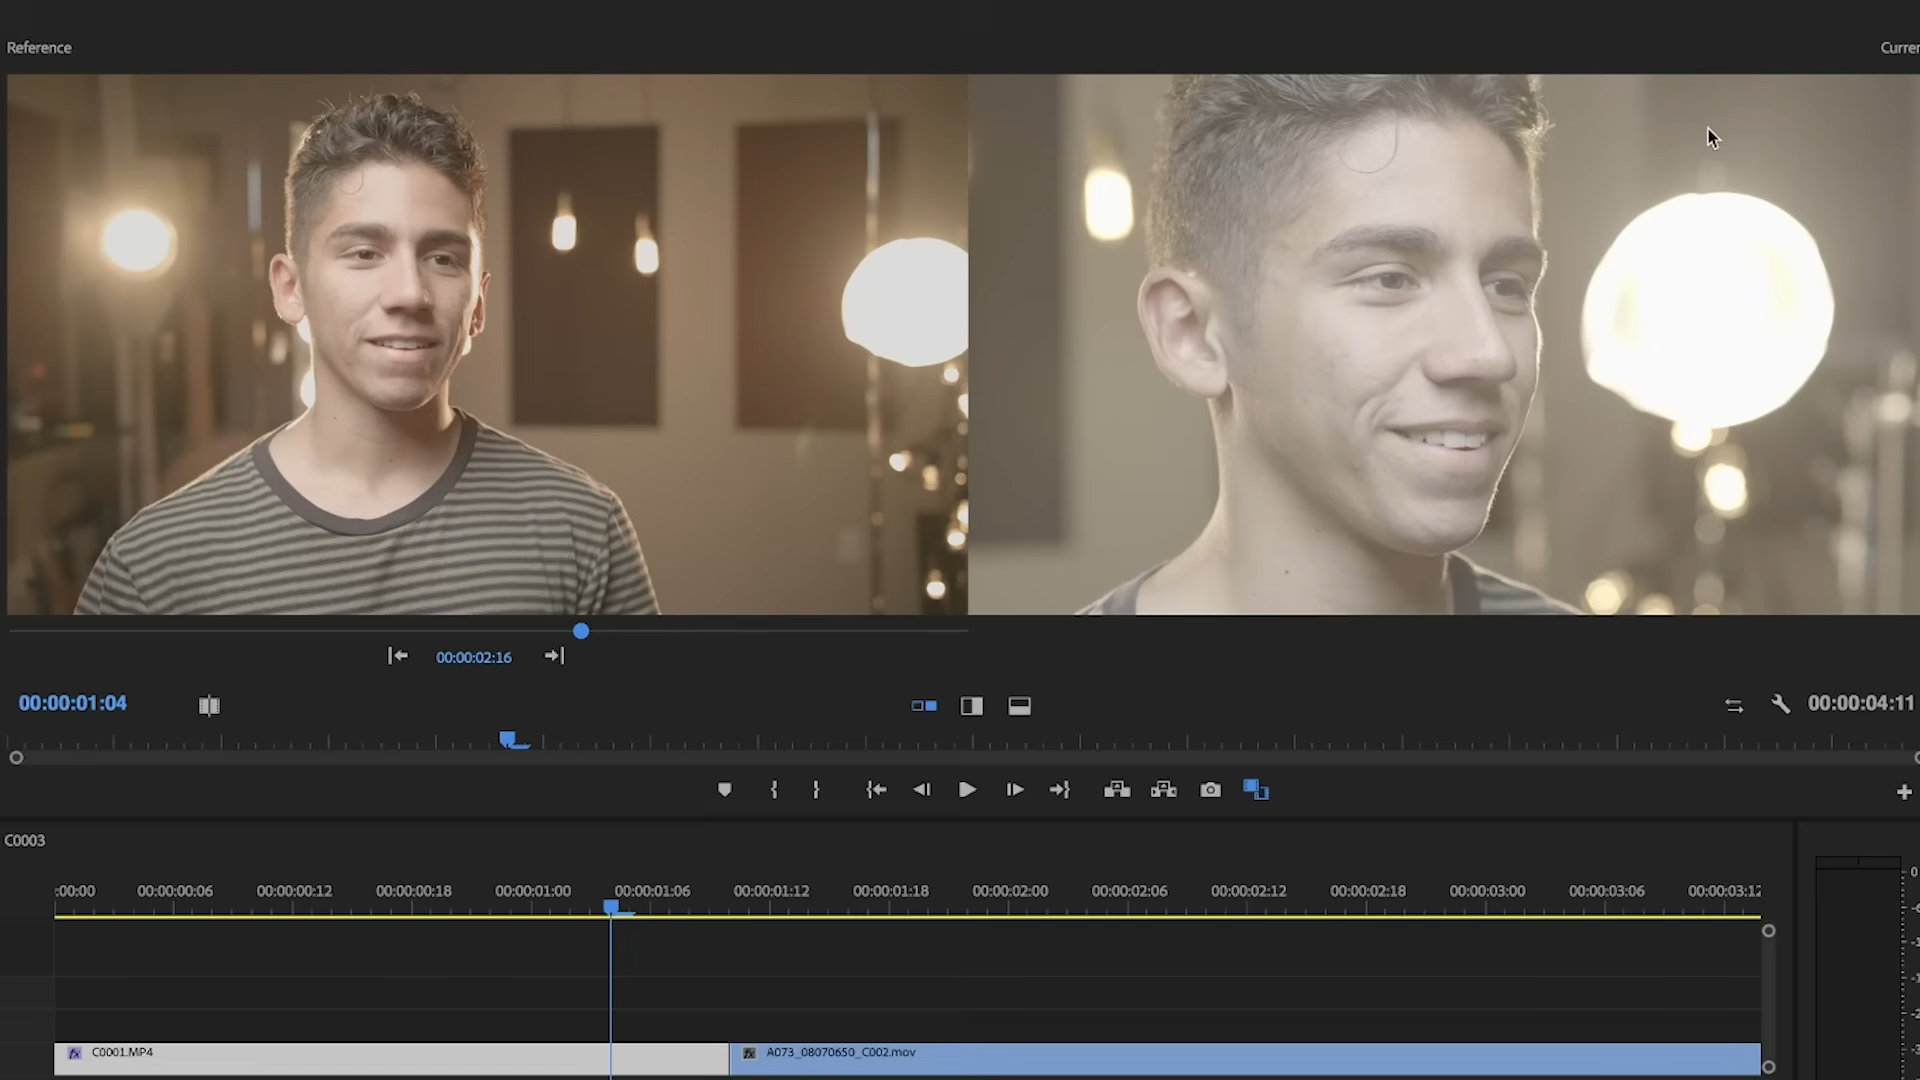 Reference
Curren
00:00:02:16
00:00:01:04
00:00:04:11
C0003
:00:00 00:00:00:06 00:00:00:12 00:00:00:18 00:00:01:00 00:00:01:06 00:00:01:12 00:00:01:18 00:00:02:00 00:00:02:06 00:00:02:12 00:00:02:18 00:00:03:00 00:00:03:06 00:00:03:12
0
fx C0001.MP4
fx A073_08070650_C002.mov